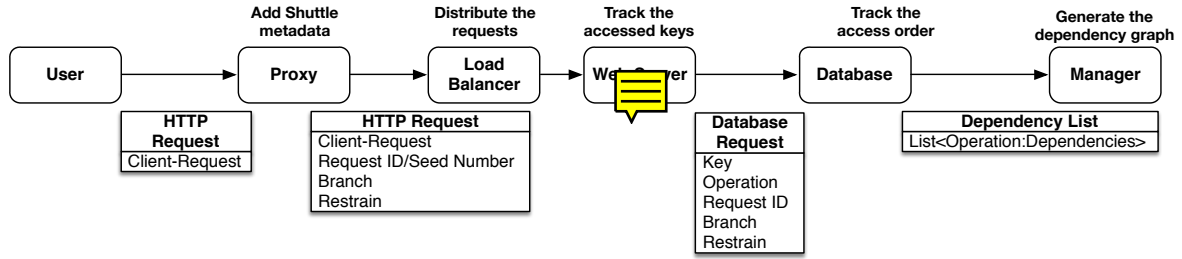 Add Shuttle
metadata
Distribute the
requests
Track the
accessed keys
Track the
access order
Generate the
dependency graph
User
Proxy
Load
Balancer
Database
Manager
HTTP
Request
Client-Request
HTTP Request
Client-Request
Request ID/Seed Number
Branch
Restrain
Database
Request
Key
Operation
Request ID
Branch
Restrain
Dependency List
List<Operation:Dependencies>